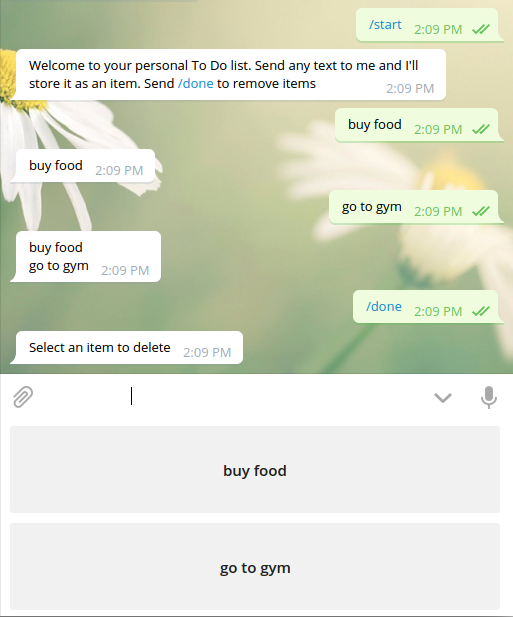 /start 2:09 PM
Welcome to your personal To Do list. Send any text to me and I'll
store it as an item. Send /done to remove items 2:09 PM
buy food 2:09 PM
buy food 2:09 PM
go to gym 2:09 PM
buy food
go to gym 2:09 PM
/done 2:09 PM
Select an item to delete 2:09 PM
buy food
go to gym